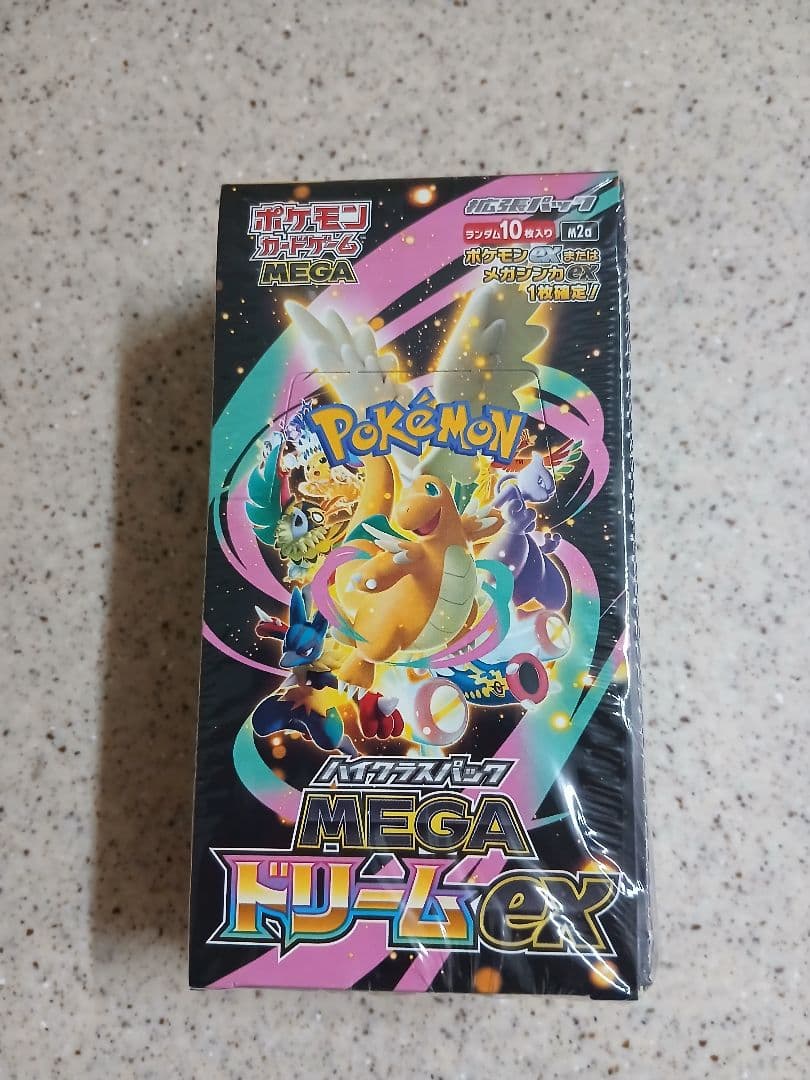 ポケモン
カードゲーム
MEGA
拡張パック
ランダム10枚入り M2a
ポケモンexまたは
メガシンカex
1枚確定!
POKéMON
ハイクラスパック
MEGA
ドリームex